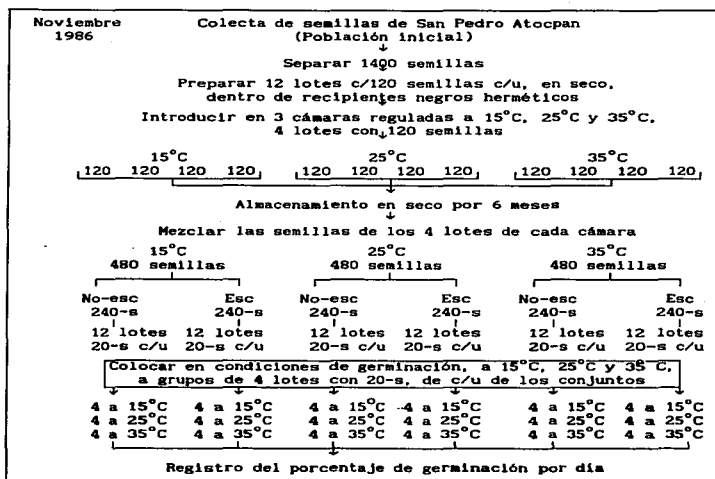 Noviembre Colecta de semillas de San Pedro Atocpan
1986 (Población inicial)
Separar 1400 semillas
Preparar 12 lotes c/120 semillas c/u, en seco,
dentro de recipientes negros herméticos
Introducir en 3 cámaras reguladas a 15°C, 25°C y 35°C,
4 lotes con 120 semillas
15°C 25°C 35°C
120 120 120 120 120 120 120 120 120 120 120 120
Almacenamiento en seco por 6 meses
Mezclar las semillas de los 4 lotes de cada cámara
15°C 25°C 35°C
480 semillas 480 semillas 480 semillas
No-esc Esc No-esc Esc No-esc Esc
240-s 240-s 240-s 240-s 240-s 240-s
12 lotes 12 lotes 12 lotes 12 lotes 12 lotes 12 lotes
20-s c/u 20-s c/u 20-s c/u 20-s c/u 20-s c/u 20-s c/u
Colocar en condiciones de germinación, a 15°C, 25°C y 35°C,
a grupos de 4 lotes con 20-s, de c/u de los conjuntos
4 a 15°C 4 a 15°C 4 a 15°C 4 a 15°C 4 a 15°C 4 a 15°C
4 a 25°C 4 a 25°C 4 a 25°C 4 a 25°C 4 a 25°C 4 a 25°C
4 a 35°C 4 a 35°C 4 a 35°C 4 a 35°C 4 a 35°C 4 a 35°C
Registro del porcentaje de germinación por día